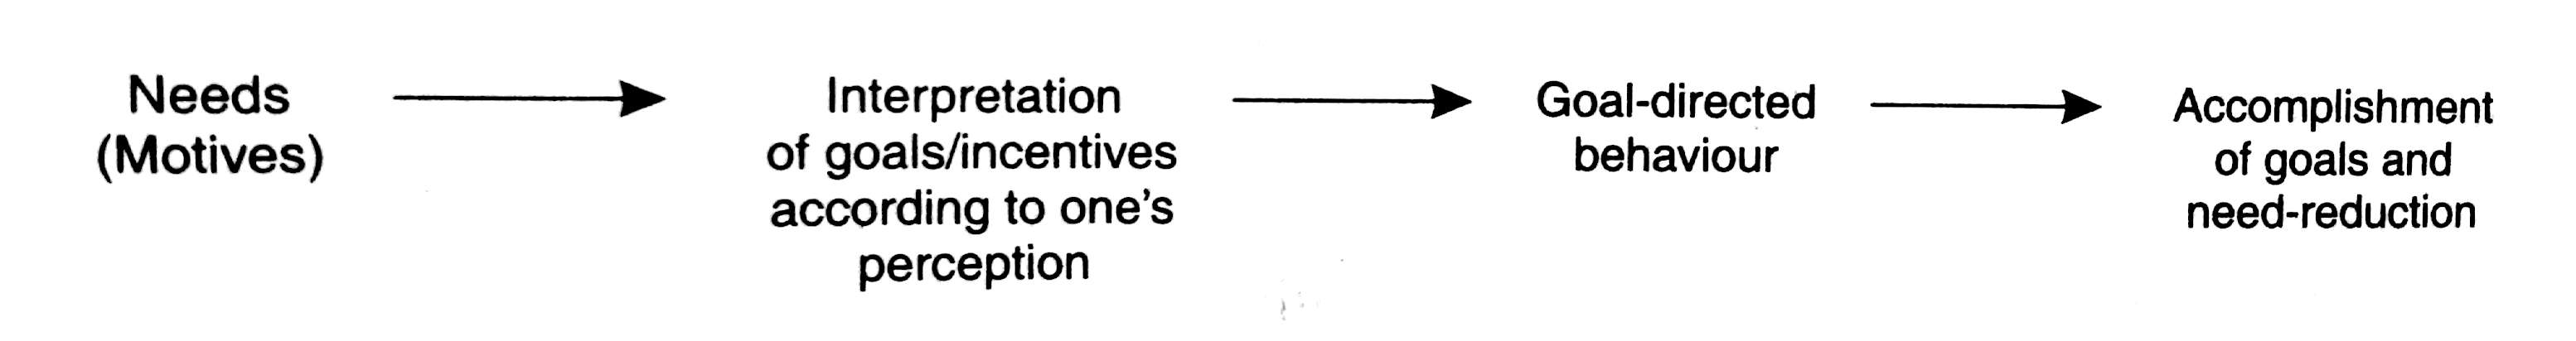 Needs
(Motives)
Interpretation
of goals/incentives
according to one's
perception
Goal-directed
behaviour
Accomplishment
of goals and
need-reduction